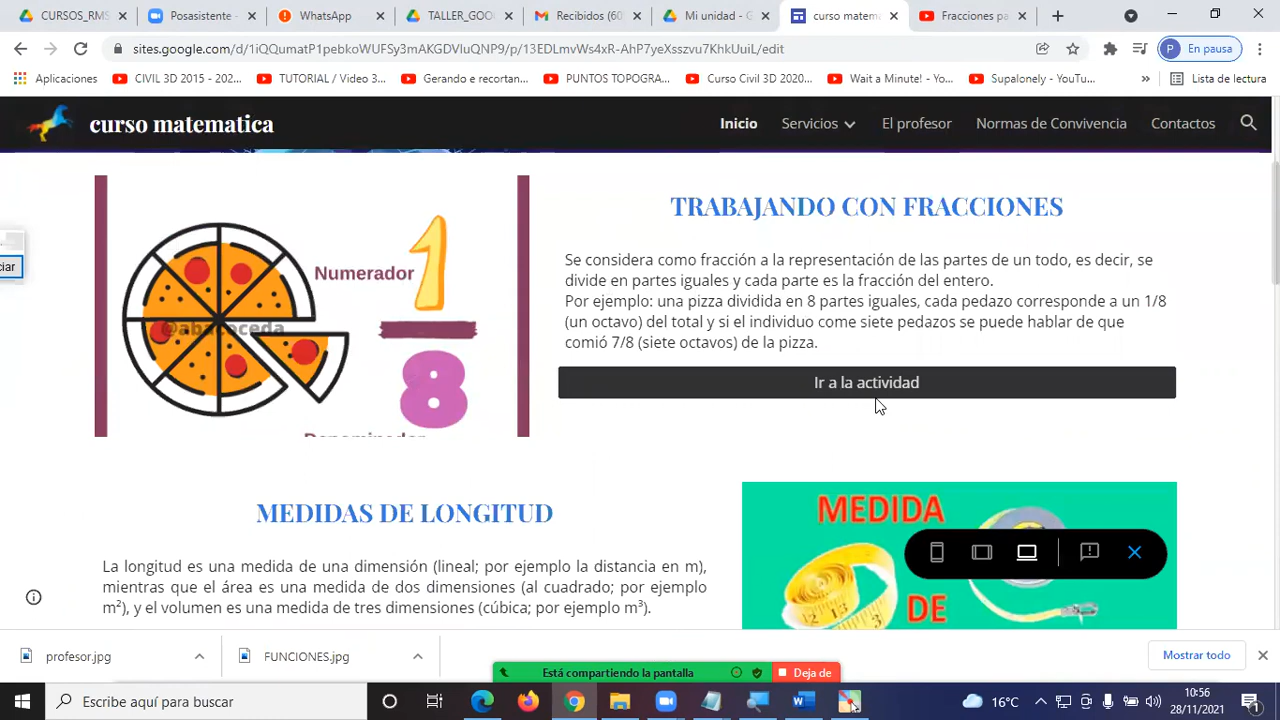 CURSOS_RMS
Posasistente -
WhatsApp
TALLER_GOO
Recibidos (60
Mi unidad - G
curso matem
Fracciones pa
sites.google.com/d/1iQQumatP1pebkoWUFSy3mAKGDVluQNP9/p/13EDLmvWs4xR-AhP7yeXsszvu7KhkUuiL/edit
P En pausa
Aplicaciones
CIVIL 3D 2015 - 202...
TUTORIAL / Video 3...
Gerando e recortan...
PUNTOS TOPOGRA...
Curso Civil 3D 2020...
Wait a Minute! - Yo...
Supalonely - YouTu...
»
Lista de lectura
curso matematica
Inicio
Servicios
El profesor
Normas de Convivencia
Contactos
ciar
Numerador
1
8
TRABAJANDO CON FRACCIONES
Se considera como fracción a la representación de las partes de un todo, es decir, se
divide en partes iguales y cada parte es la fracción del entero.
Por ejemplo: una pizza dividida en 8 partes iguales, cada pedazo corresponde a un 1/8
(un octavo) del total y si el individuo come siete pedazos se puede hablar de que
comió 7/8 (siete octavos) de la pizza.
Ir a la actividad
MEDIDAS DE LONGITUD
La longitud es una medida de una dimensión (lineal; por ejemplo la distancia en m),
mientras que el área es una medida de dos dimensiones (al cuadrado; por ejemplo
m²), y el volumen es una medida de tres dimensiones (cúbica; por ejemplo m³).
MEDIDA
DE
profesor.jpg
FUNCIONES.jpg
Mostrar todo
Está compartiendo la pantalla
Deja de
Escribe aquí para buscar
16°C
10:56
28/11/2021